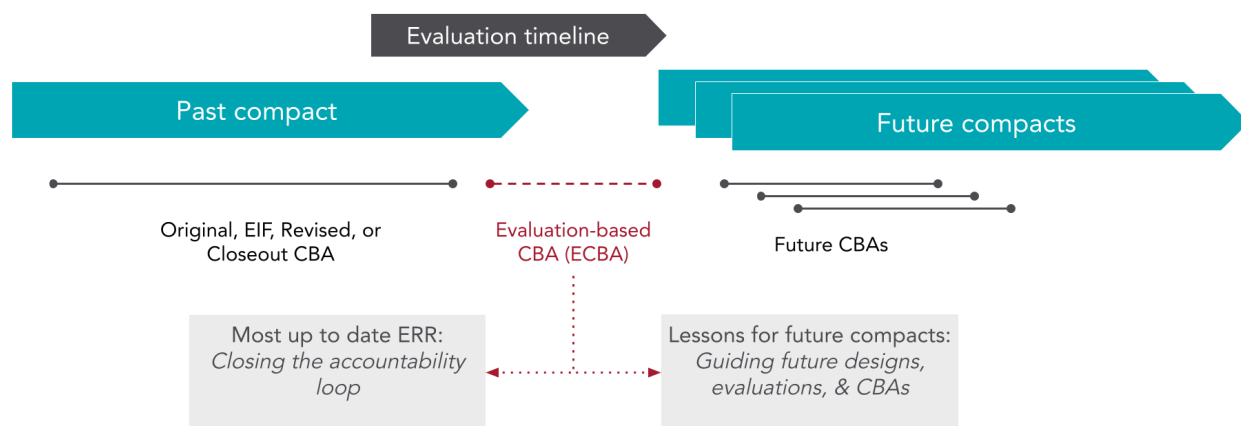 Evaluation timeline
Past compact
Future compacts
Original, EIF, Revised, or
Closeout CBA
Evaluation-based
CBA (ECBA)
Future CBAs
Most up to date ERR:
Closing the accountability
loop
Lessons for future compacts:
Guiding future designs,
evaluations, & CBAs